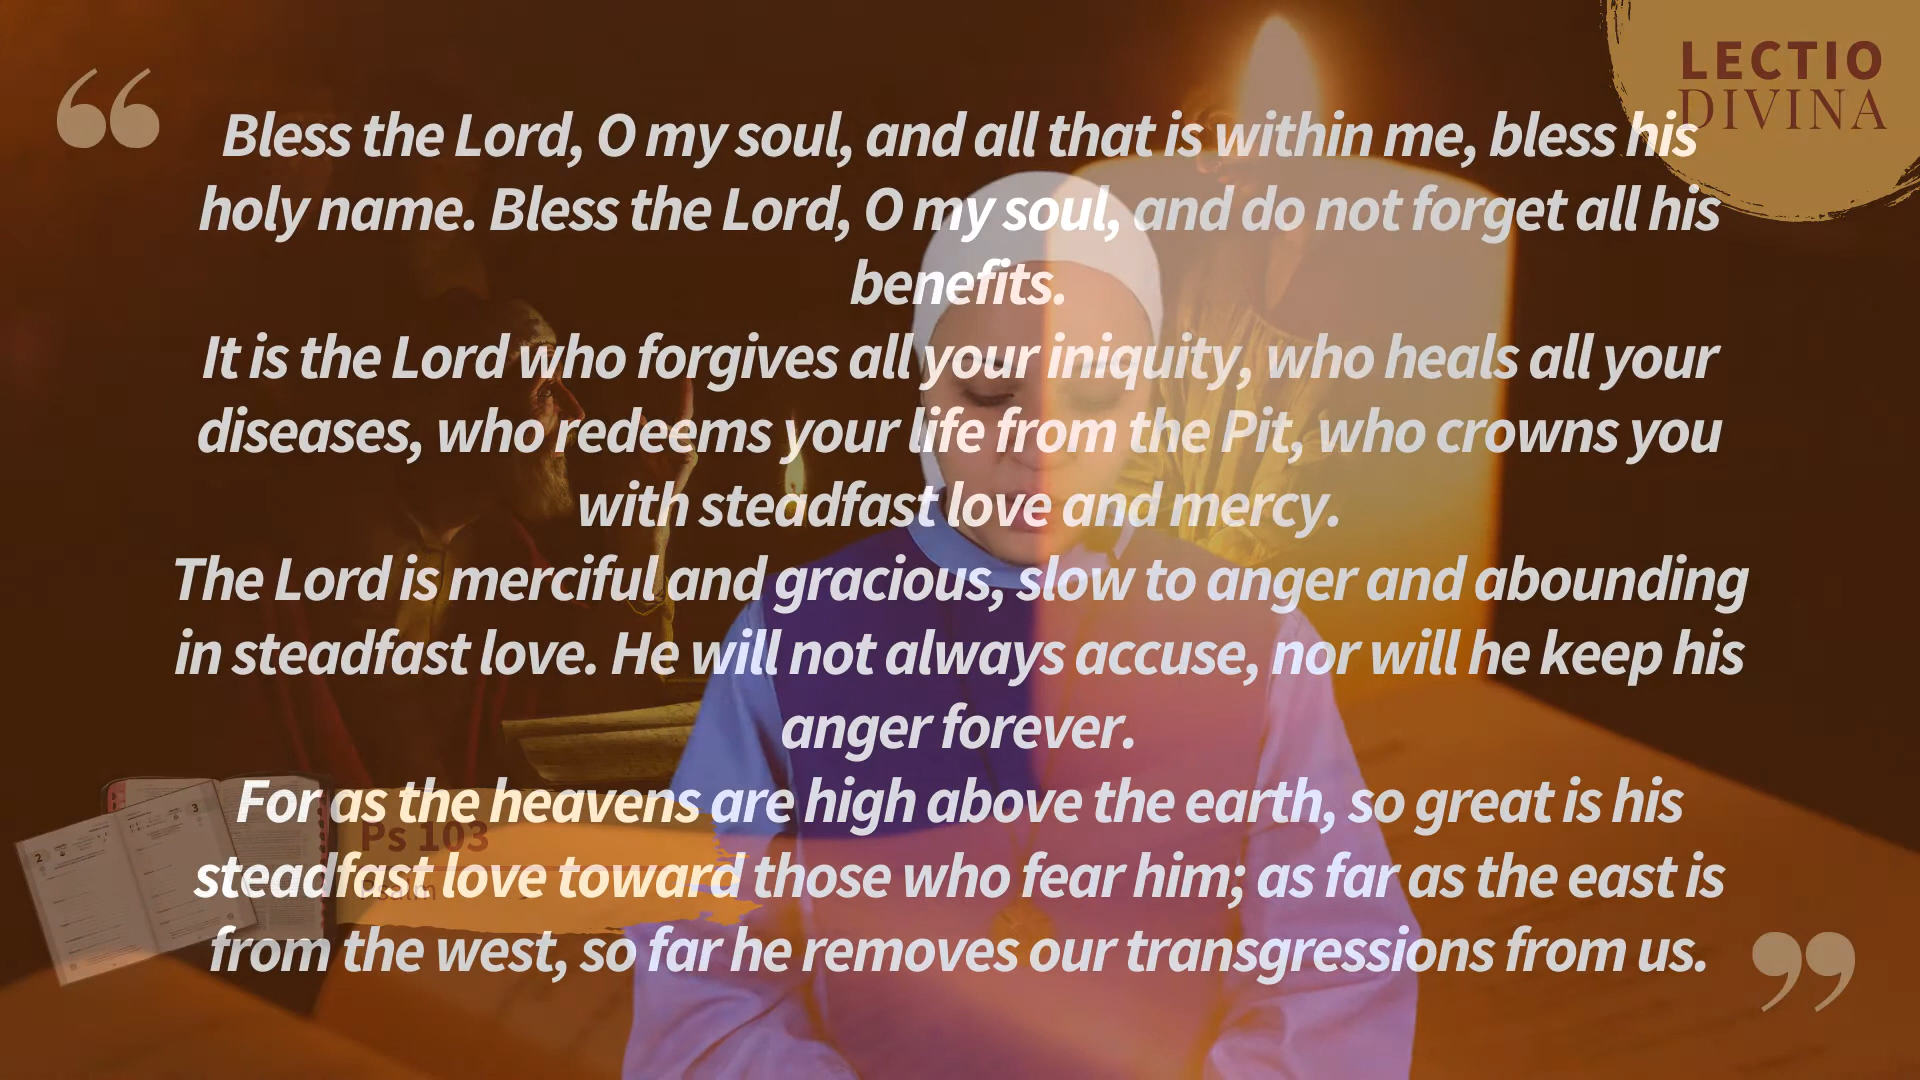 LECTIO
DIVINA
Bless the Lord, O my soul, and all that is within me, bless his
holy name. Bless the Lord, O my soul, and do not forget all his
benefits.
It is the Lord who forgives all your iniquity, who heals all your
diseases, who redeems your life from the Pit, who crowns you
with steadfast love and mercy.
The Lord is merciful and gracious, slow to anger and abounding
in steadfast love. He will not always accuse, nor will he keep his
anger forever.
For as the heavens are high above the earth, so great is his
steadfast love toward those who fear him; as far as the east is
from the west, so far he removes our transgressions from us.
Ps 103
Psalm
2
3